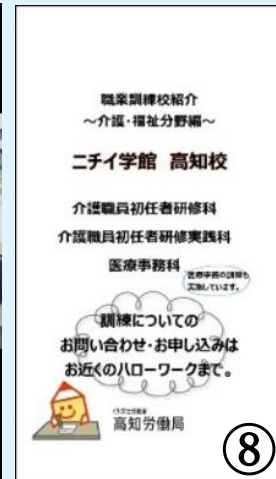 職業訓練校紹介
～介護・福祉分野編～
ニチイ学館 高知校
介護職員初任者研修科
介護職員初任者研修実践科
医療事務科
医療事務の訓練も
実施しています。
訓練についての
お問い合わせ・お申し込みは
お近くのハローワークまで。
高知労働局
⑧